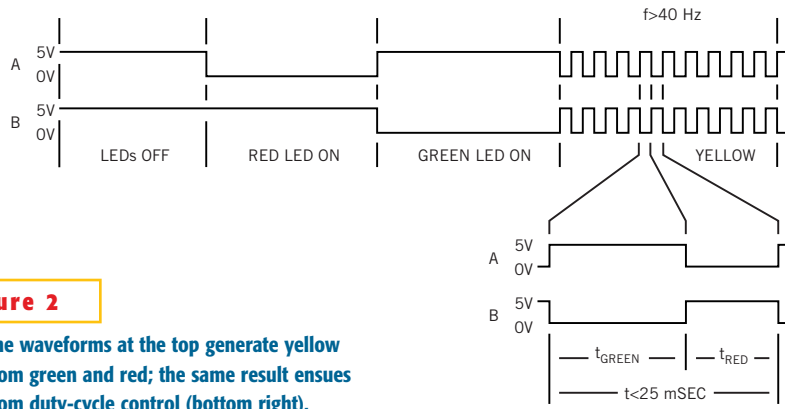 f>40 Hz
A 5V
0V
B 5V
0V
LEDs OFF RED LED ON GREEN LED ON YELLOW
A 5V
0V
B 5V
0V
tGREEN tRED
t<25 mSEC
ure 2
ne waveforms at the top generate yellow
om green and red; the same result ensues
om duty-cycle control (bottom right).